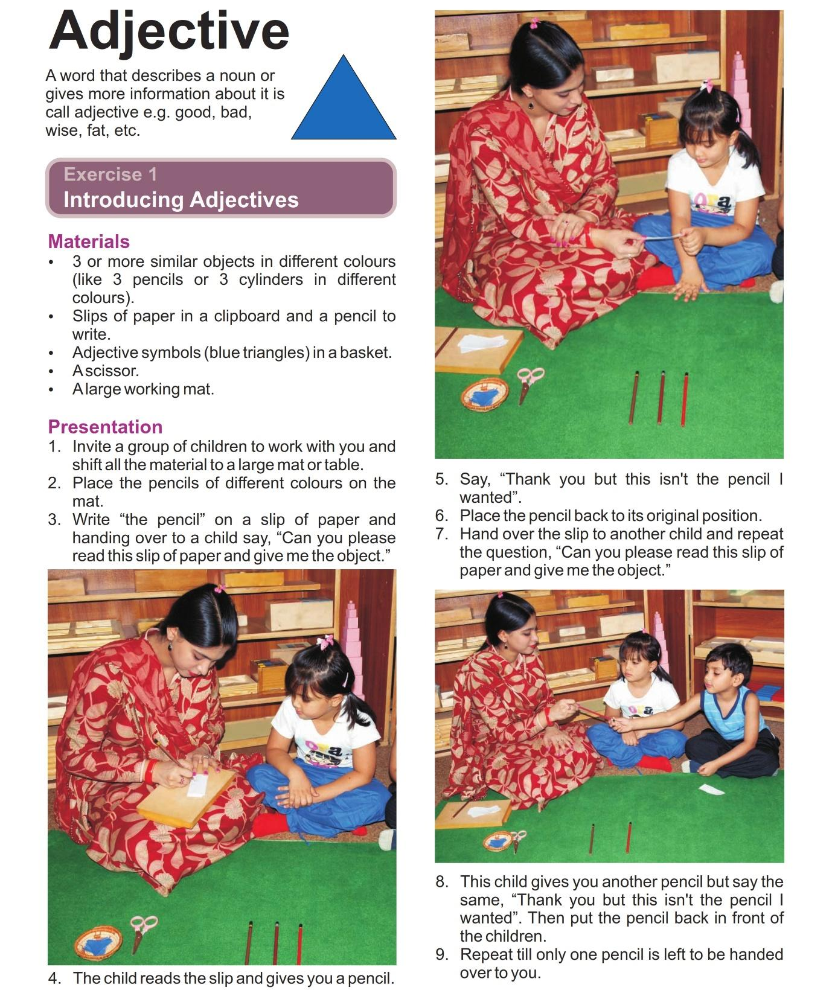 Adjective
A word that describes a noun or
gives more information about it is
call adjective e.g. good, bad,
wise, fat, etc.
Exercise 1
Introducing Adjectives
Materials
• 3 or more similar objects in different colours
(like 3 pencils or 3 cylinders in different
colours).
• Slips of paper in a clipboard and a pencil to
write.
• Adjective symbols (blue triangles) in a basket.
• A scissor.
• A large working mat.
Presentation
1. Invite a group of children to work with you and
shift all the material to a large mat or table.
2. Place the pencils of different colours on the
mat.
3. Write “the pencil” on a slip of paper and
handing over to a child say, “Can you please
read this slip of paper and give me the object.”
4. The child reads the slip and gives you a pencil.
5. Say, “Thank you but this isn't the pencil I
wanted”.
6. Place the pencil back to its original position.
7. Hand over the slip to another child and repeat
the question, “Can you please read this slip of
paper and give me the object.”
8. This child gives you another pencil but say the
same, “Thank you but this isn't the pencil I
wanted”. Then put the pencil back in front of
the children.
9. Repeat till only one pencil is left to be handed
over to you.